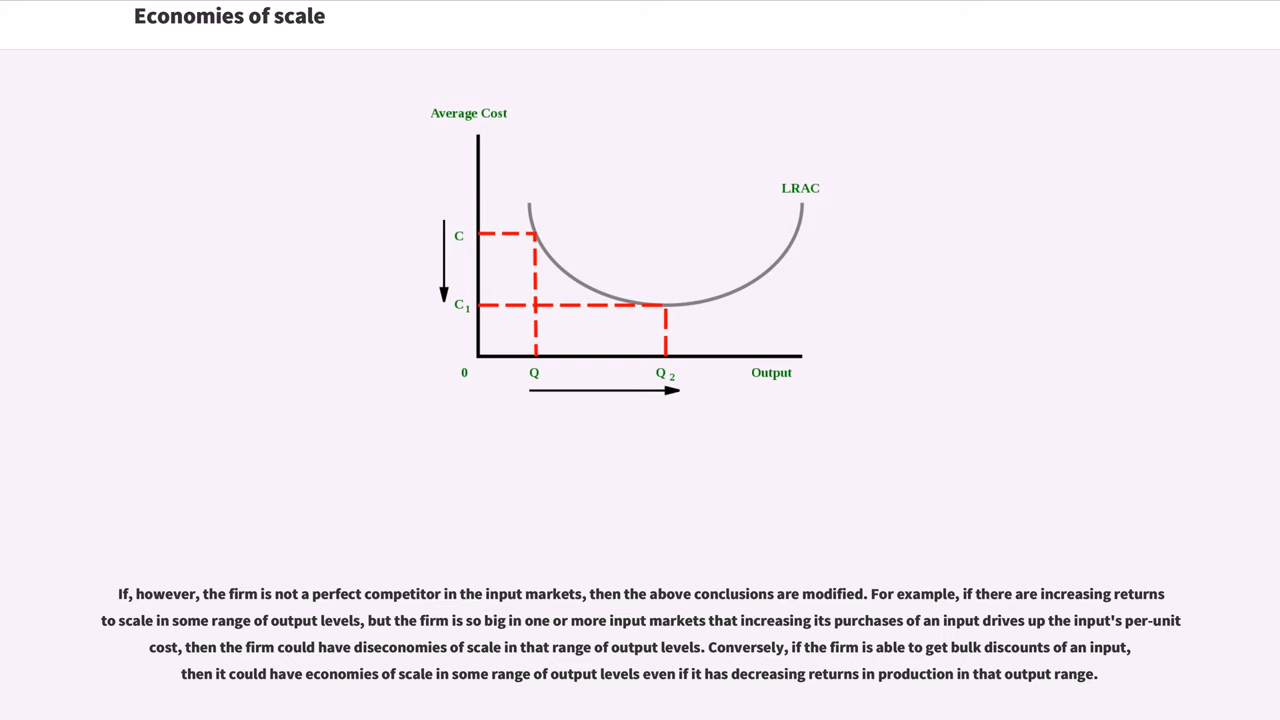 Economies of scale
Average Cost
LRAC
C
C1
0
Q
Q2
Output
If, however, the firm is not a perfect competitor in the input markets, then the above conclusions are modified. For example, if there are increasing returns
to scale in some range of output levels, but the firm is so big in one or more input markets that increasing its purchases of an input drives up the input's per-unit
cost, then the firm could have diseconomies of scale in that range of output levels. Conversely, if the firm is able to get bulk discounts of an input,
then it could have economies of scale in some range of output levels even if it has decreasing returns in production in that output range.